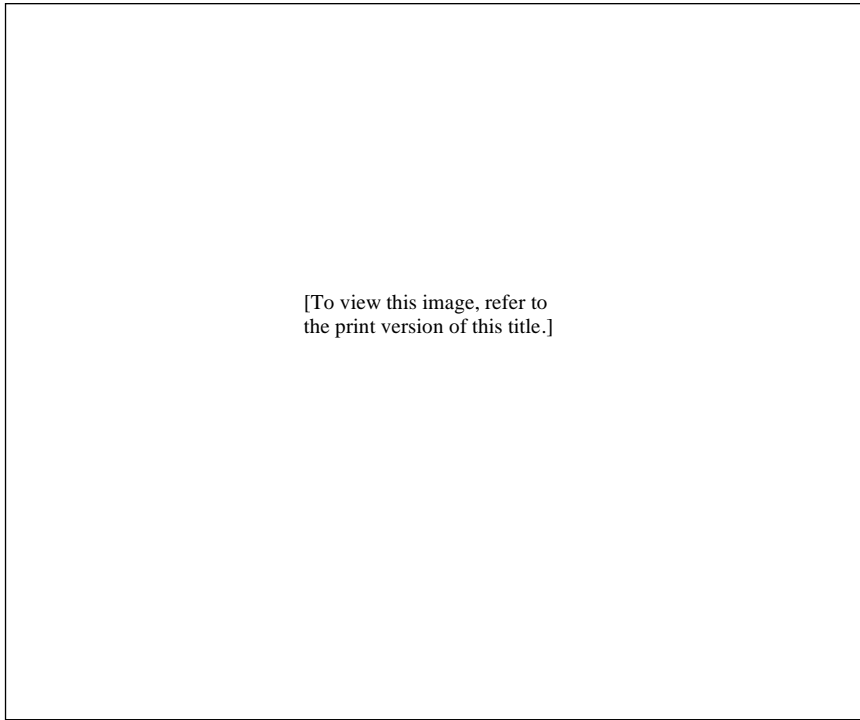 [To view this image, refer to
the print version of this title.]